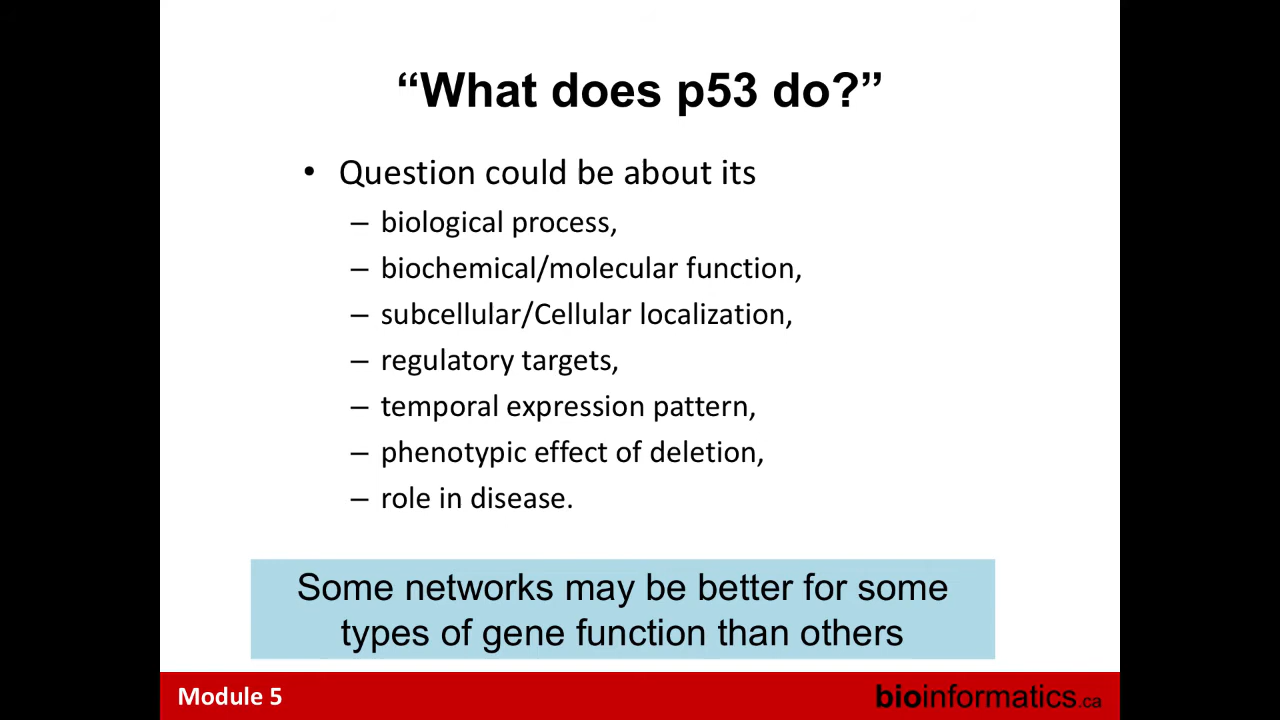 “What does p53 do?”
• Question could be about its
– biological process,
– biochemical/molecular function,
– subcellular/Cellular localization,
– regulatory targets,
– temporal expression pattern,
– phenotypic effect of deletion,
– role in disease.
Some networks may be better for some
types of gene function than others
Module 5
bioinformatics.ca